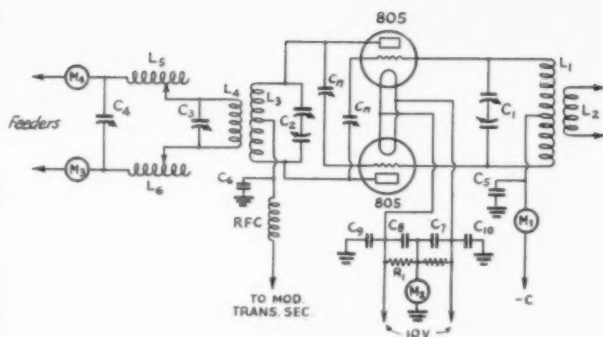 805
L₅
L₁
M₄
L₄
L₃
Cₙ
C₄
C₃
C₂
Cₙ
C₁
L₂
Feeders
M₃
L₆
C₆
C₅
805
RFC
M₁
C₉
C₈
C₇
C₁₀
R₁
M₂
TO MOD.
TRANS. SEC.
10V
-C